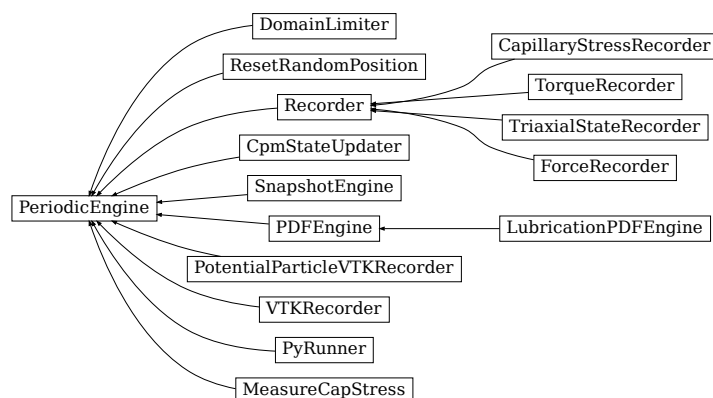 DomainLimiter
ResetRandomPosition
Recorder
CapillaryStressRecorder
TorqueRecorder
TriaxialStateRecorder
ForceRecorder
CpmStateUpdater
SnapshotEngine
PeriodicEngine
PDFEngine
LubricationPDFEngine
PotentialParticleVTKRecorder
VTKRecorder
PyRunner
MeasureCapStress